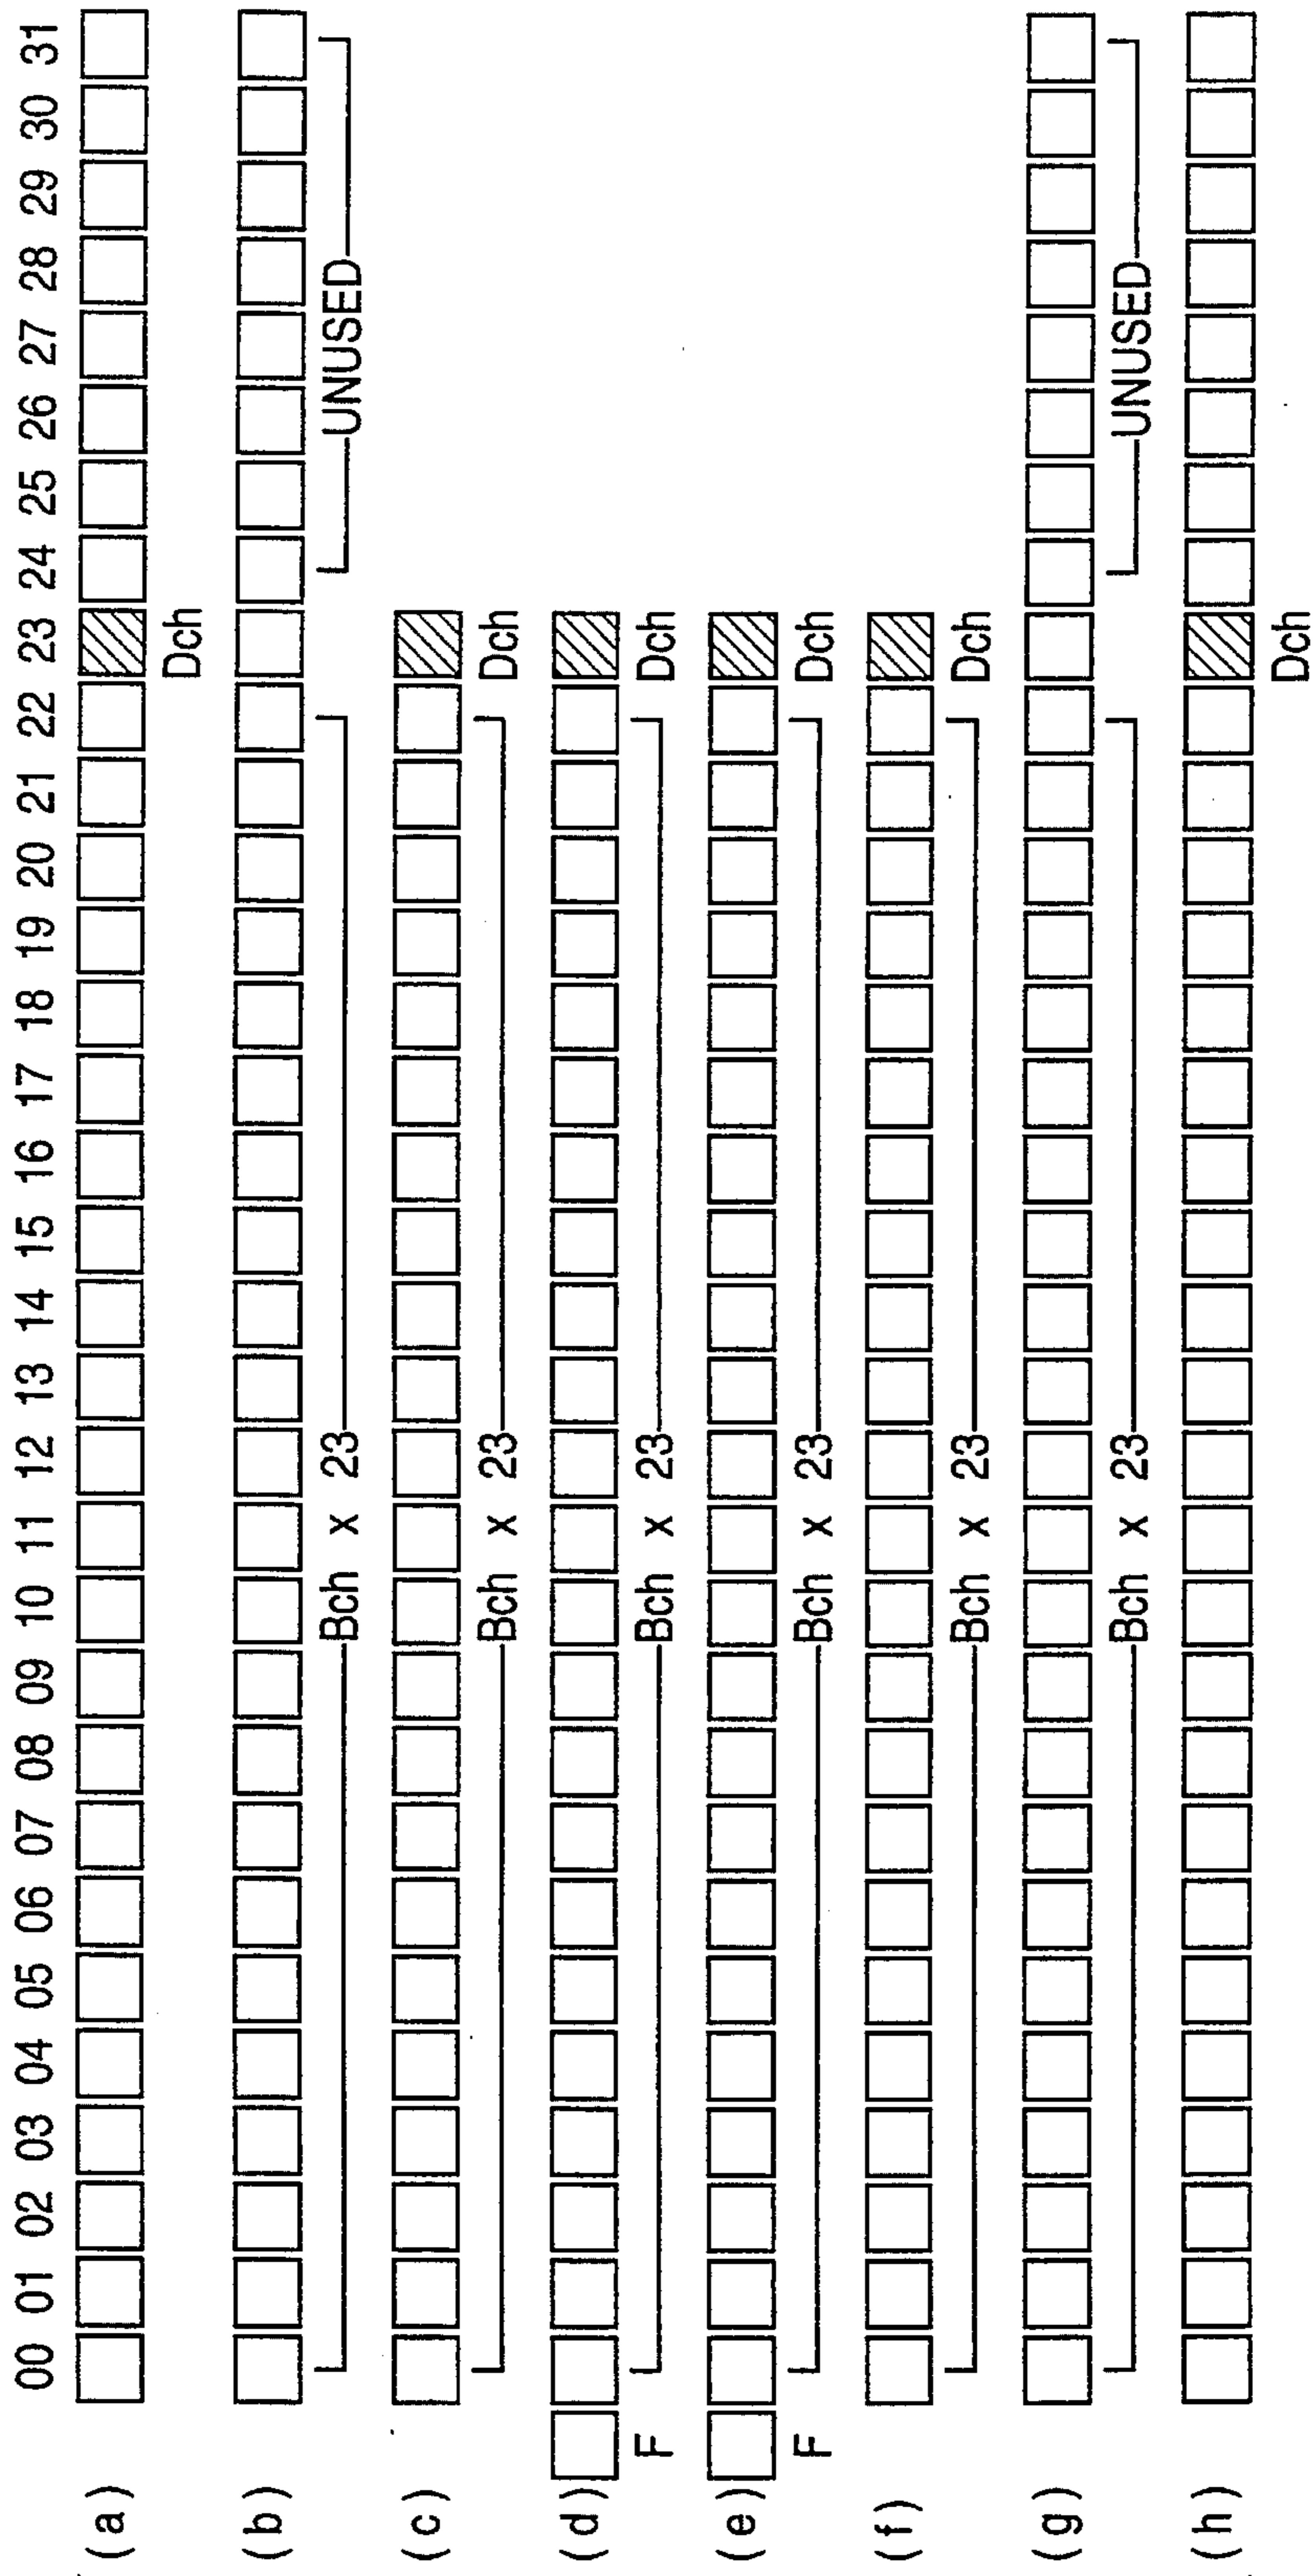 00 01 02 03 04 05 06 07 08 09 10 11 12 13 14 15 16 17 18 19 20 21 22 23 24 25 26 27 28 29 30 31
(a)
Dch
(b)
Bch x 23 UNUSED
(c)
Bch x 23 Dch
(d)
F Bch x 23 Dch
(e)
F Bch x 23 Dch
(f)
Bch x 23 Dch
(g)
Bch x 23 UNUSED
(h)
Dch